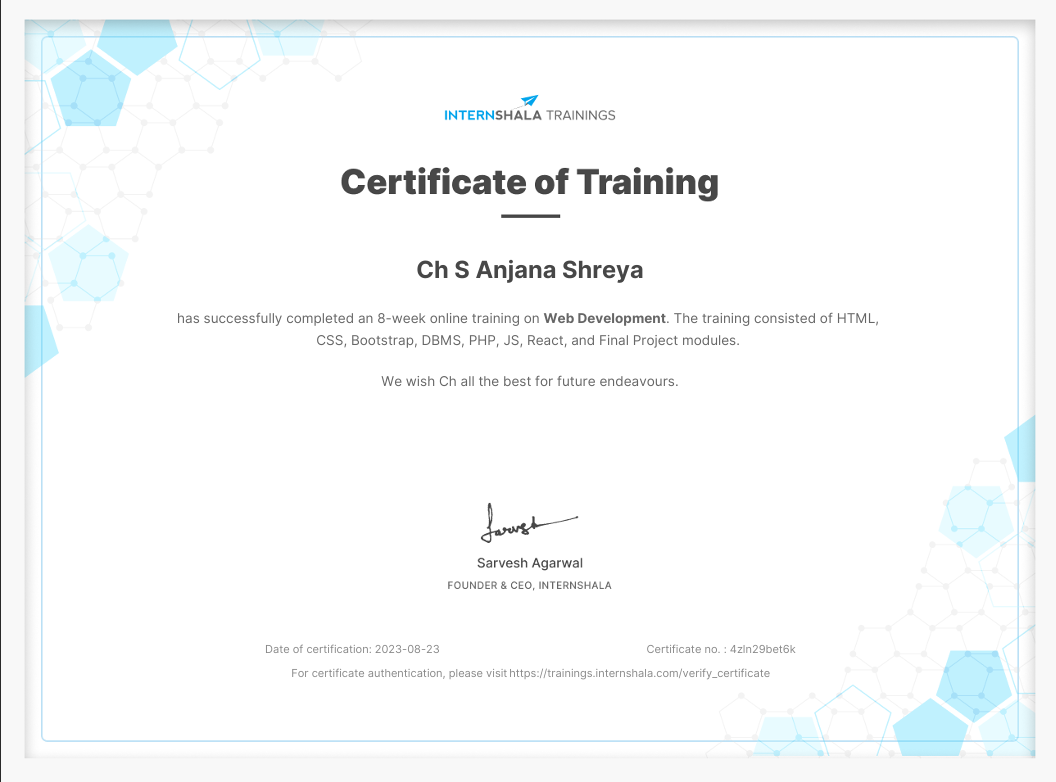 INTERNSHALA TRAININGS
Certificate of Training
Ch S Anjana Shreya
has successfully completed an 8-week online training on Web Development. The training consisted of HTML,
CSS, Bootstrap, DBMS, PHP, JS, React, and Final Project modules.
We wish Ch all the best for future endeavours.
Sarvesh
Sarvesh Agarwal
FOUNDER & CEO, INTERNSHALA
Date of certification: 2023-08-23 Certificate no. : 4zln29bet6k
For certificate authentication, please visit https://trainings.internshala.com/verify_certificate